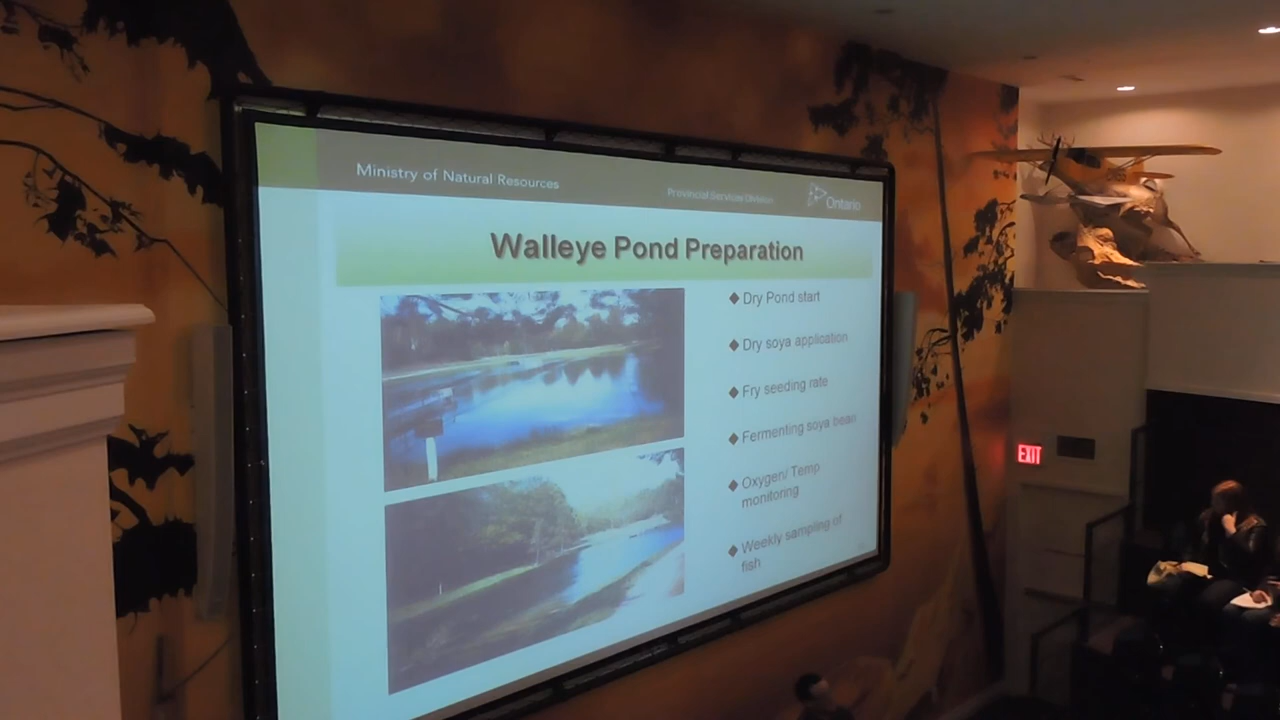 Ministry of Natural Resources
Provincial Services Division
Ontario
Walleye Pond Preparation
Dry Pond start
Dry soya application
Fry seeding rate
Fermenting soya bean
Oxygen/ Temp
monitoring
Weekly sampling of
fish
EXIT